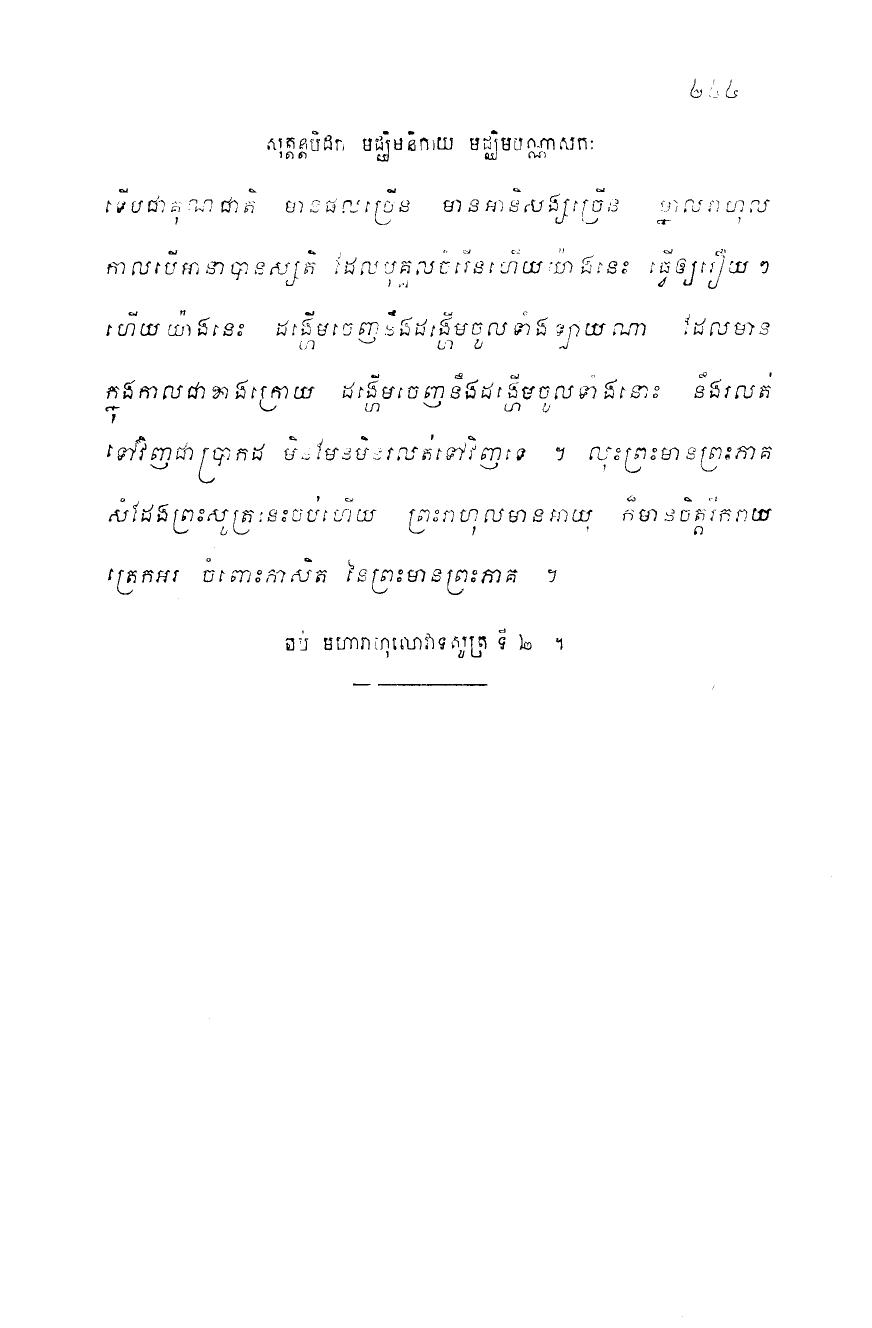 សុត្តន្តបិដក មជ្ឈិមនិកាយ មជ្ឈិមបណ្ណាសកៈ
ទើបជាគុណជាតិ មានផលច្រើន មានអានិសង្សច្រើន ម្នាលរាហុល
កាលបើអានាបានស្សតិ ដែលបុគ្គលចំរើនហើយយ៉ាងនេះ ធ្វើឲ្យរឿយៗ
ហើយយ៉ាងនេះ ដង្ហើមចេញនឹងដង្ហើមចូលទាំងឡាយណា ដែលមាន
ក្នុងកាលជាខាងក្រោយ ដង្ហើមចេញនឹងដង្ហើមចូលទាំងនោះ នឹងរលត់
ទៅវិញជាប្រាកដ មិនមែនមិនរលត់ទៅវិញទេ ។ លុះព្រះមានព្រះភាគ
សំដែងព្រះសូត្រនេះចប់ហើយ ព្រះរាហុលមានអាយុ ក៏មានចិត្តរីករាយ
ត្រេកអរ ចំពោះភាសិត នៃព្រះមានព្រះភាគ ។
ចប់ មហារាហុលោវាទសូត្រ ទី ២ ។